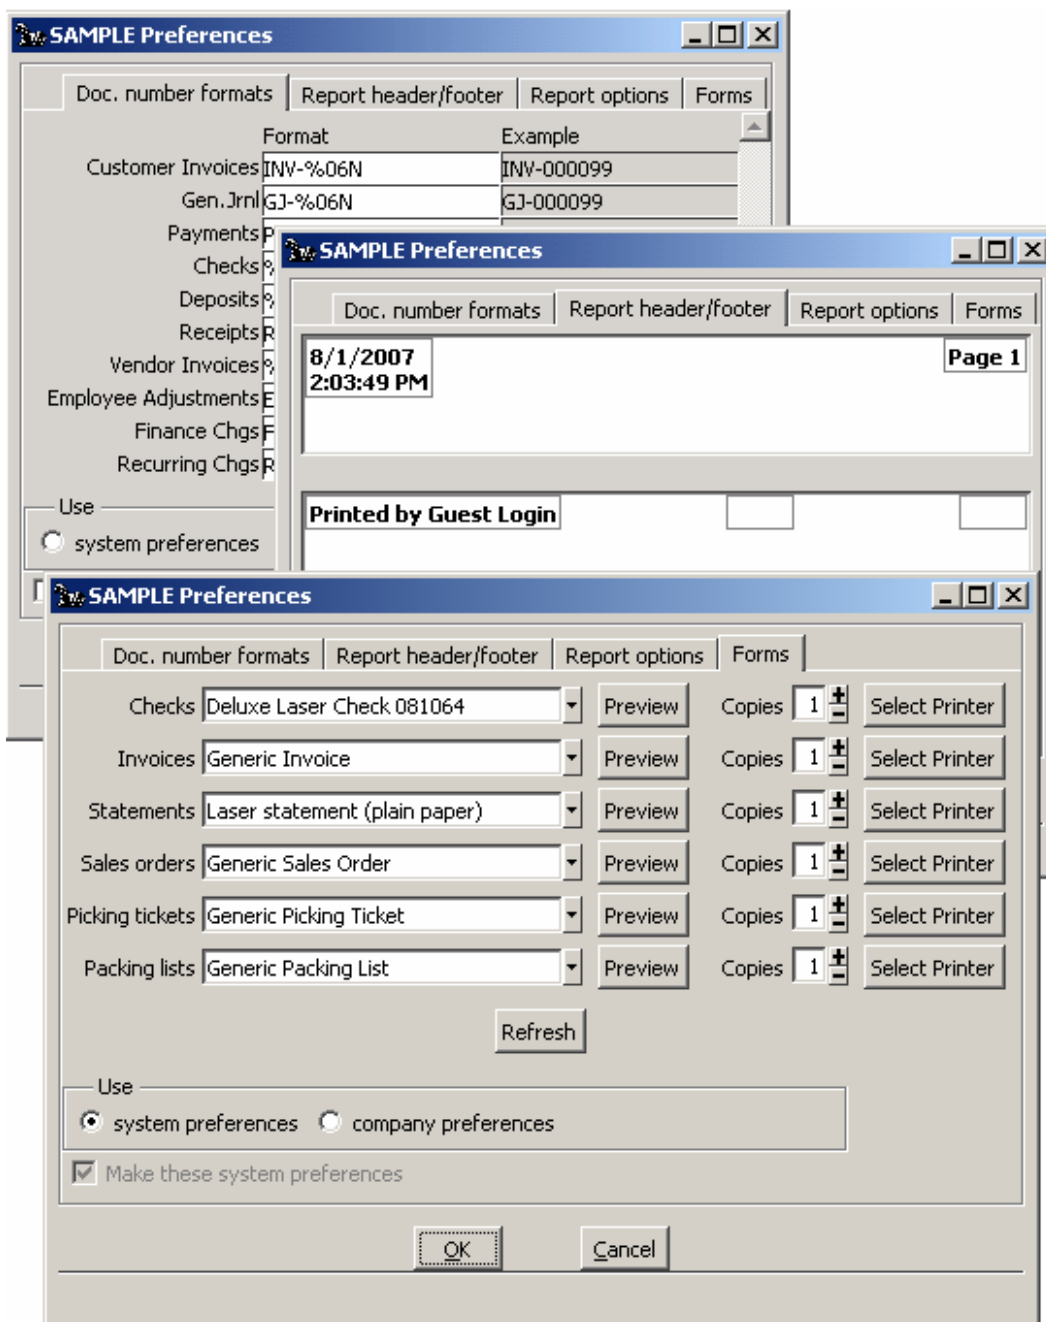 SAMPLE Preferences
Doc. number formats Report header/footer Report options Forms
Format Example
Customer Invoices INV-%06N INV-000099
Gen.Jrnl GJ-%06N GJ-000099
Payments P
Checks %
Deposits %
Receipts R
Vendor Invoices %
Employee Adjustments E
Finance Chgs F
Recurring Chgs R
Use
system preferences
SAMPLE Preferences
Doc. number formats Report header/footer Report options Forms
8/1/2007 Page 1
2:03:49 PM
Printed by Guest Login
SAMPLE Preferences
Doc. number formats Report header/footer Report options Forms
Checks Deluxe Laser Check 081064 Preview Copies 1 + - Select Printer
Invoices Generic Invoice Preview Copies 1 + - Select Printer
Statements Laser statement (plain paper) Preview Copies 1 + - Select Printer
Sales orders Generic Sales Order Preview Copies 1 + - Select Printer
Picking tickets Generic Picking Ticket Preview Copies 1 + - Select Printer
Packing lists Generic Packing List Preview Copies 1 + - Select Printer
Refresh
Use
system preferences company preferences
Make these system preferences
OK Cancel